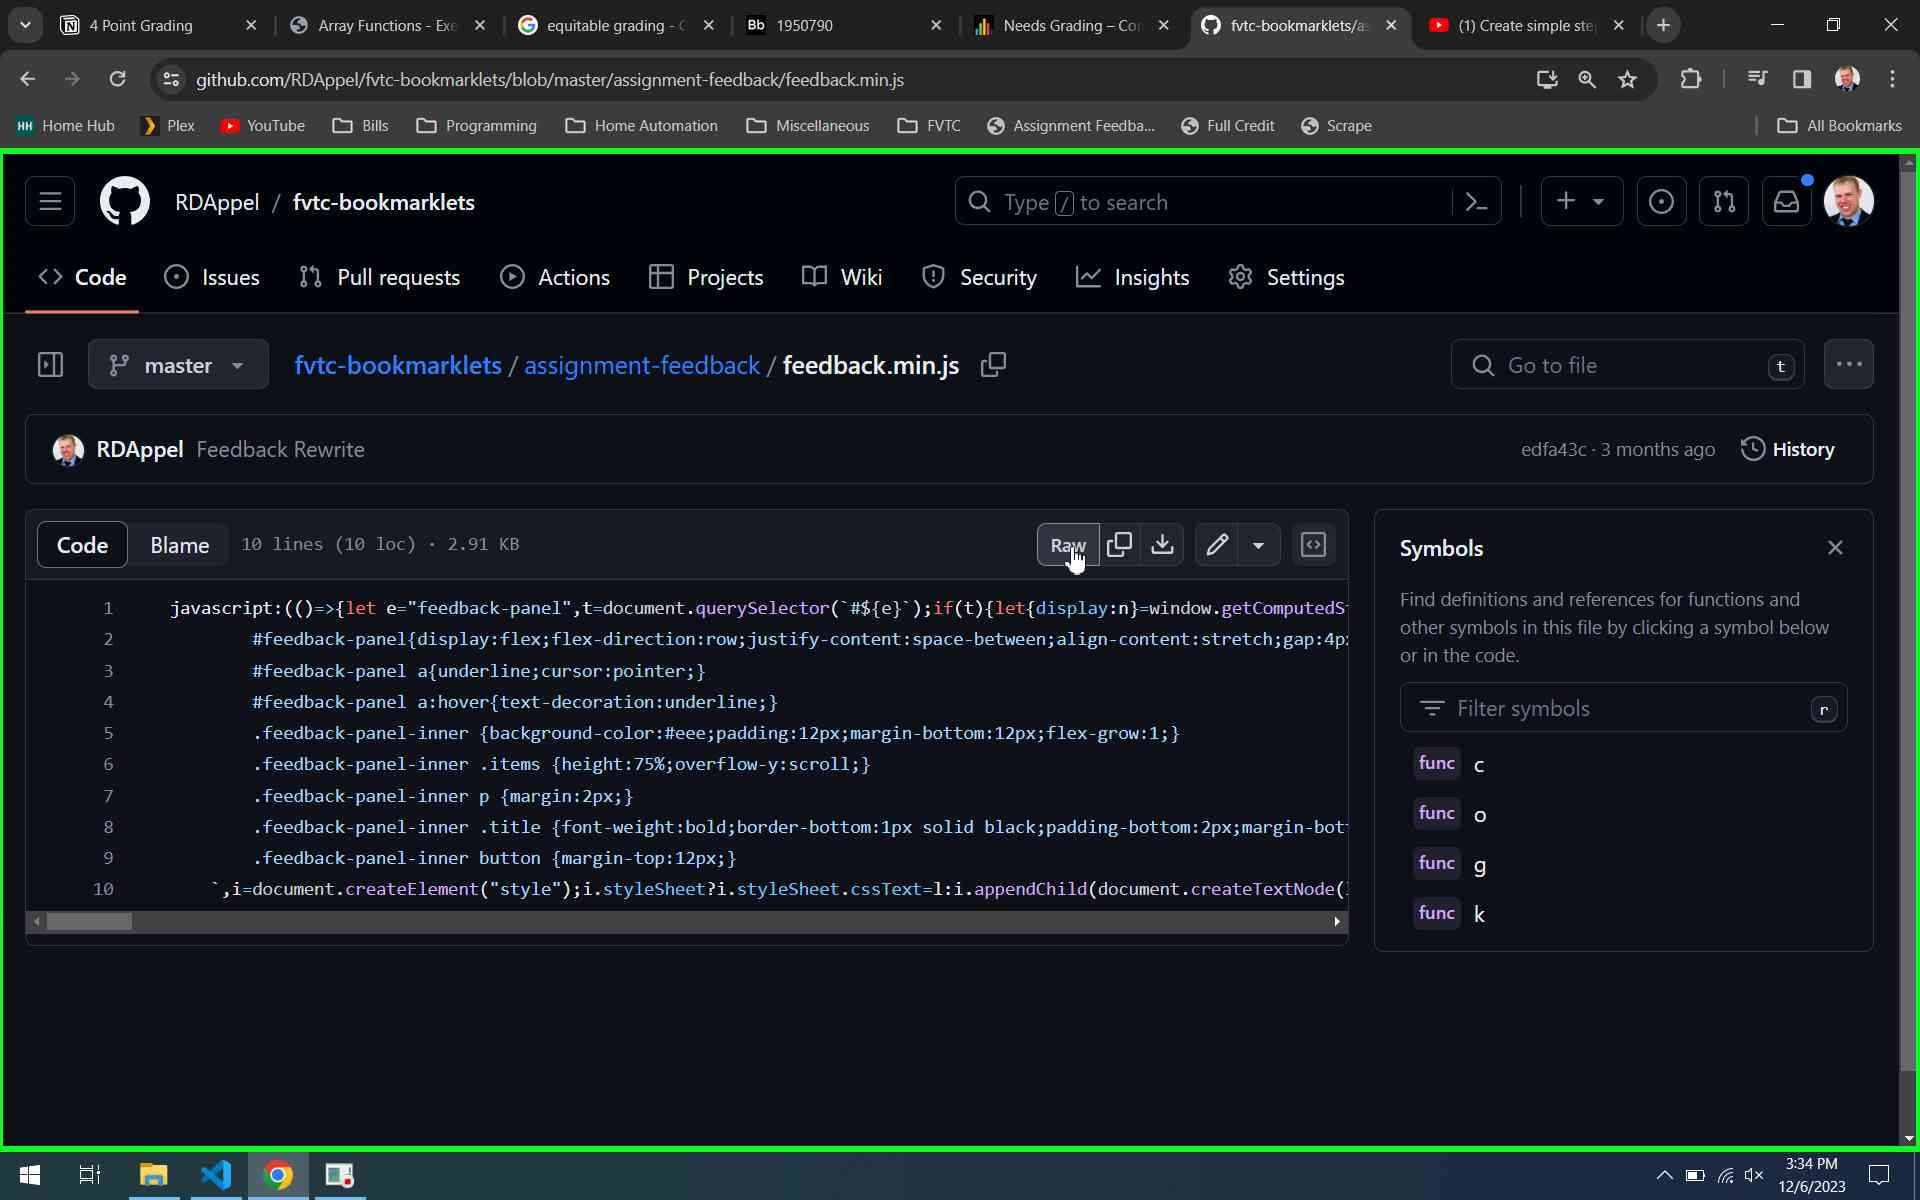 4 Point Grading
Array Functions - Exe
equitable grading - G
Bb 1950790
Needs Grading – Con
fvtc-bookmarklets/as
(1) Create simple ste
github.com/RDAppel/fvtc-bookmarklets/blob/master/assignment-feedback/feedback.min.js
HH Home Hub
Plex
YouTube
Bills
Programming
Home Automation
Miscellaneous
FVTC
Assignment Feedba...
Full Credit
Scrape
All Bookmarks
RDAppel / fvtc-bookmarklets
Type / to search
Code
Issues
Pull requests
Actions
Projects
Wiki
Security
Insights
Settings
master
fvtc-bookmarklets / assignment-feedback / feedback.min.js
Go to file
t
RDAppel Feedback Rewrite
edfa43c · 3 months ago
History
Code
Blame
10 lines (10 loc) · 2.91 KB
Raw
1 javascript:(()=>{let e="feedback-panel",t=document.querySelector(`#${e}`);if(t){let{display:n}=window.getComputedSt
2 #feedback-panel{display:flex;flex-direction:row;justify-content:space-between;align-content:stretch;gap:4px
3 #feedback-panel a{underline;cursor:pointer;}
4 #feedback-panel a:hover{text-decoration:underline;}
5 .feedback-panel-inner {background-color:#eee;padding:12px;margin-bottom:12px;flex-grow:1;}
6 .feedback-panel-inner .items {height:75%;overflow-y:scroll;}
7 .feedback-panel-inner p {margin:2px;}
8 .feedback-panel-inner .title {font-weight:bold;border-bottom:1px solid black;padding-bottom:2px;margin-bott
9 .feedback-panel-inner button {margin-top:12px;}
10 `,i=document.createElement("style");i.styleSheet?i.styleSheet.cssText=l:i.appendChild(document.createTextNode(l
Symbols
Find definitions and references for functions and
other symbols in this file by clicking a symbol below
or in the code.
Filter symbols
r
func c
func o
func g
func k
3:34 PM
12/6/2023